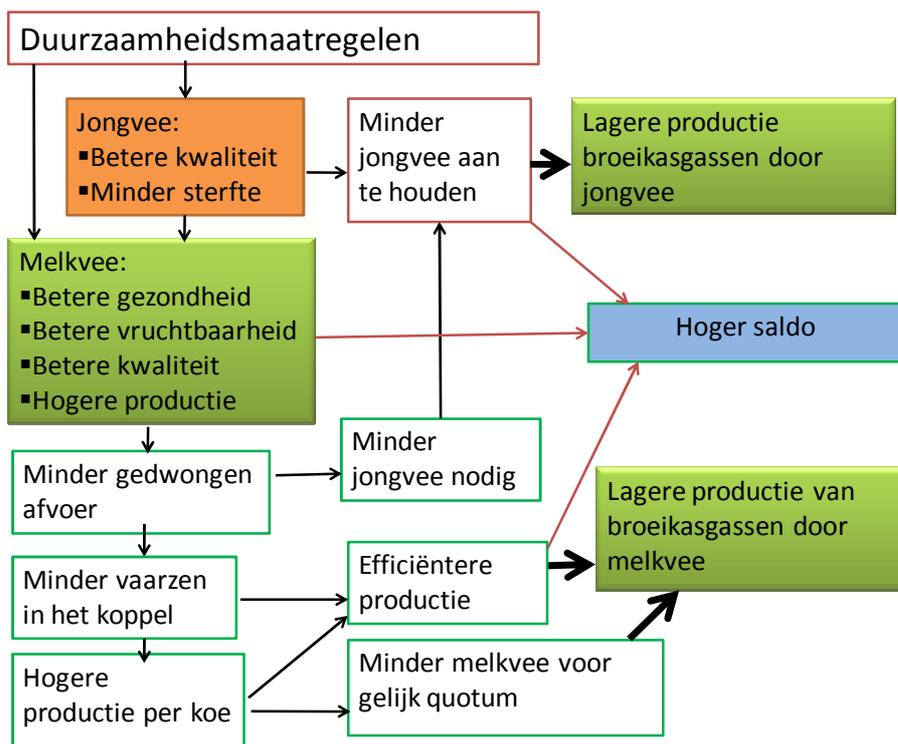 Duurzaamheidsmaatregelen
Jongvee:
▪Betere kwaliteit
▪Minder sterfte
Minder
jongvee aan
te houden
Lagere productie
broeikasgassen door
jongvee
Melkvee:
▪Betere gezondheid
▪Betere vruchtbaarheid
▪Betere kwaliteit
▪Hogere productie
Hoger saldo
Minder gedwongen
afvoer
Minder
jongvee nodig
Lagere productie van
broeikasgassen door
melkvee
Minder vaarzen
in het koppel
Efficiëntere
productie
Hogere
productie per koe
Minder melkvee voor
gelijk quotum